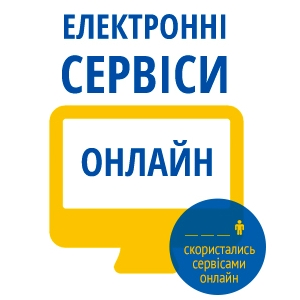 ЕЛЕКТРОННІ
СЕРВІСИ
ОНЛАЙН
_ _ _
скористались
сервісами
онлайн